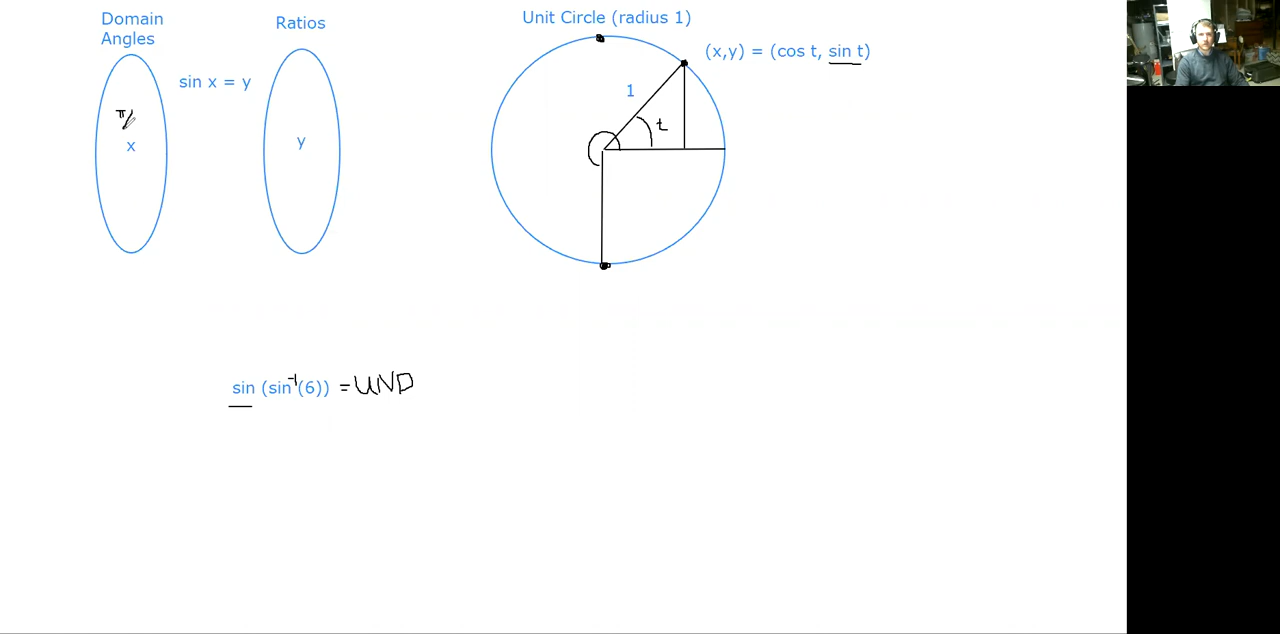 Domain
Angles
Ratios
Unit Circle (radius 1)
sin x = y
(x,y) = (cos t, sin t)
1
t
π/
x
y
sin (sin⁻¹(6)) = UND